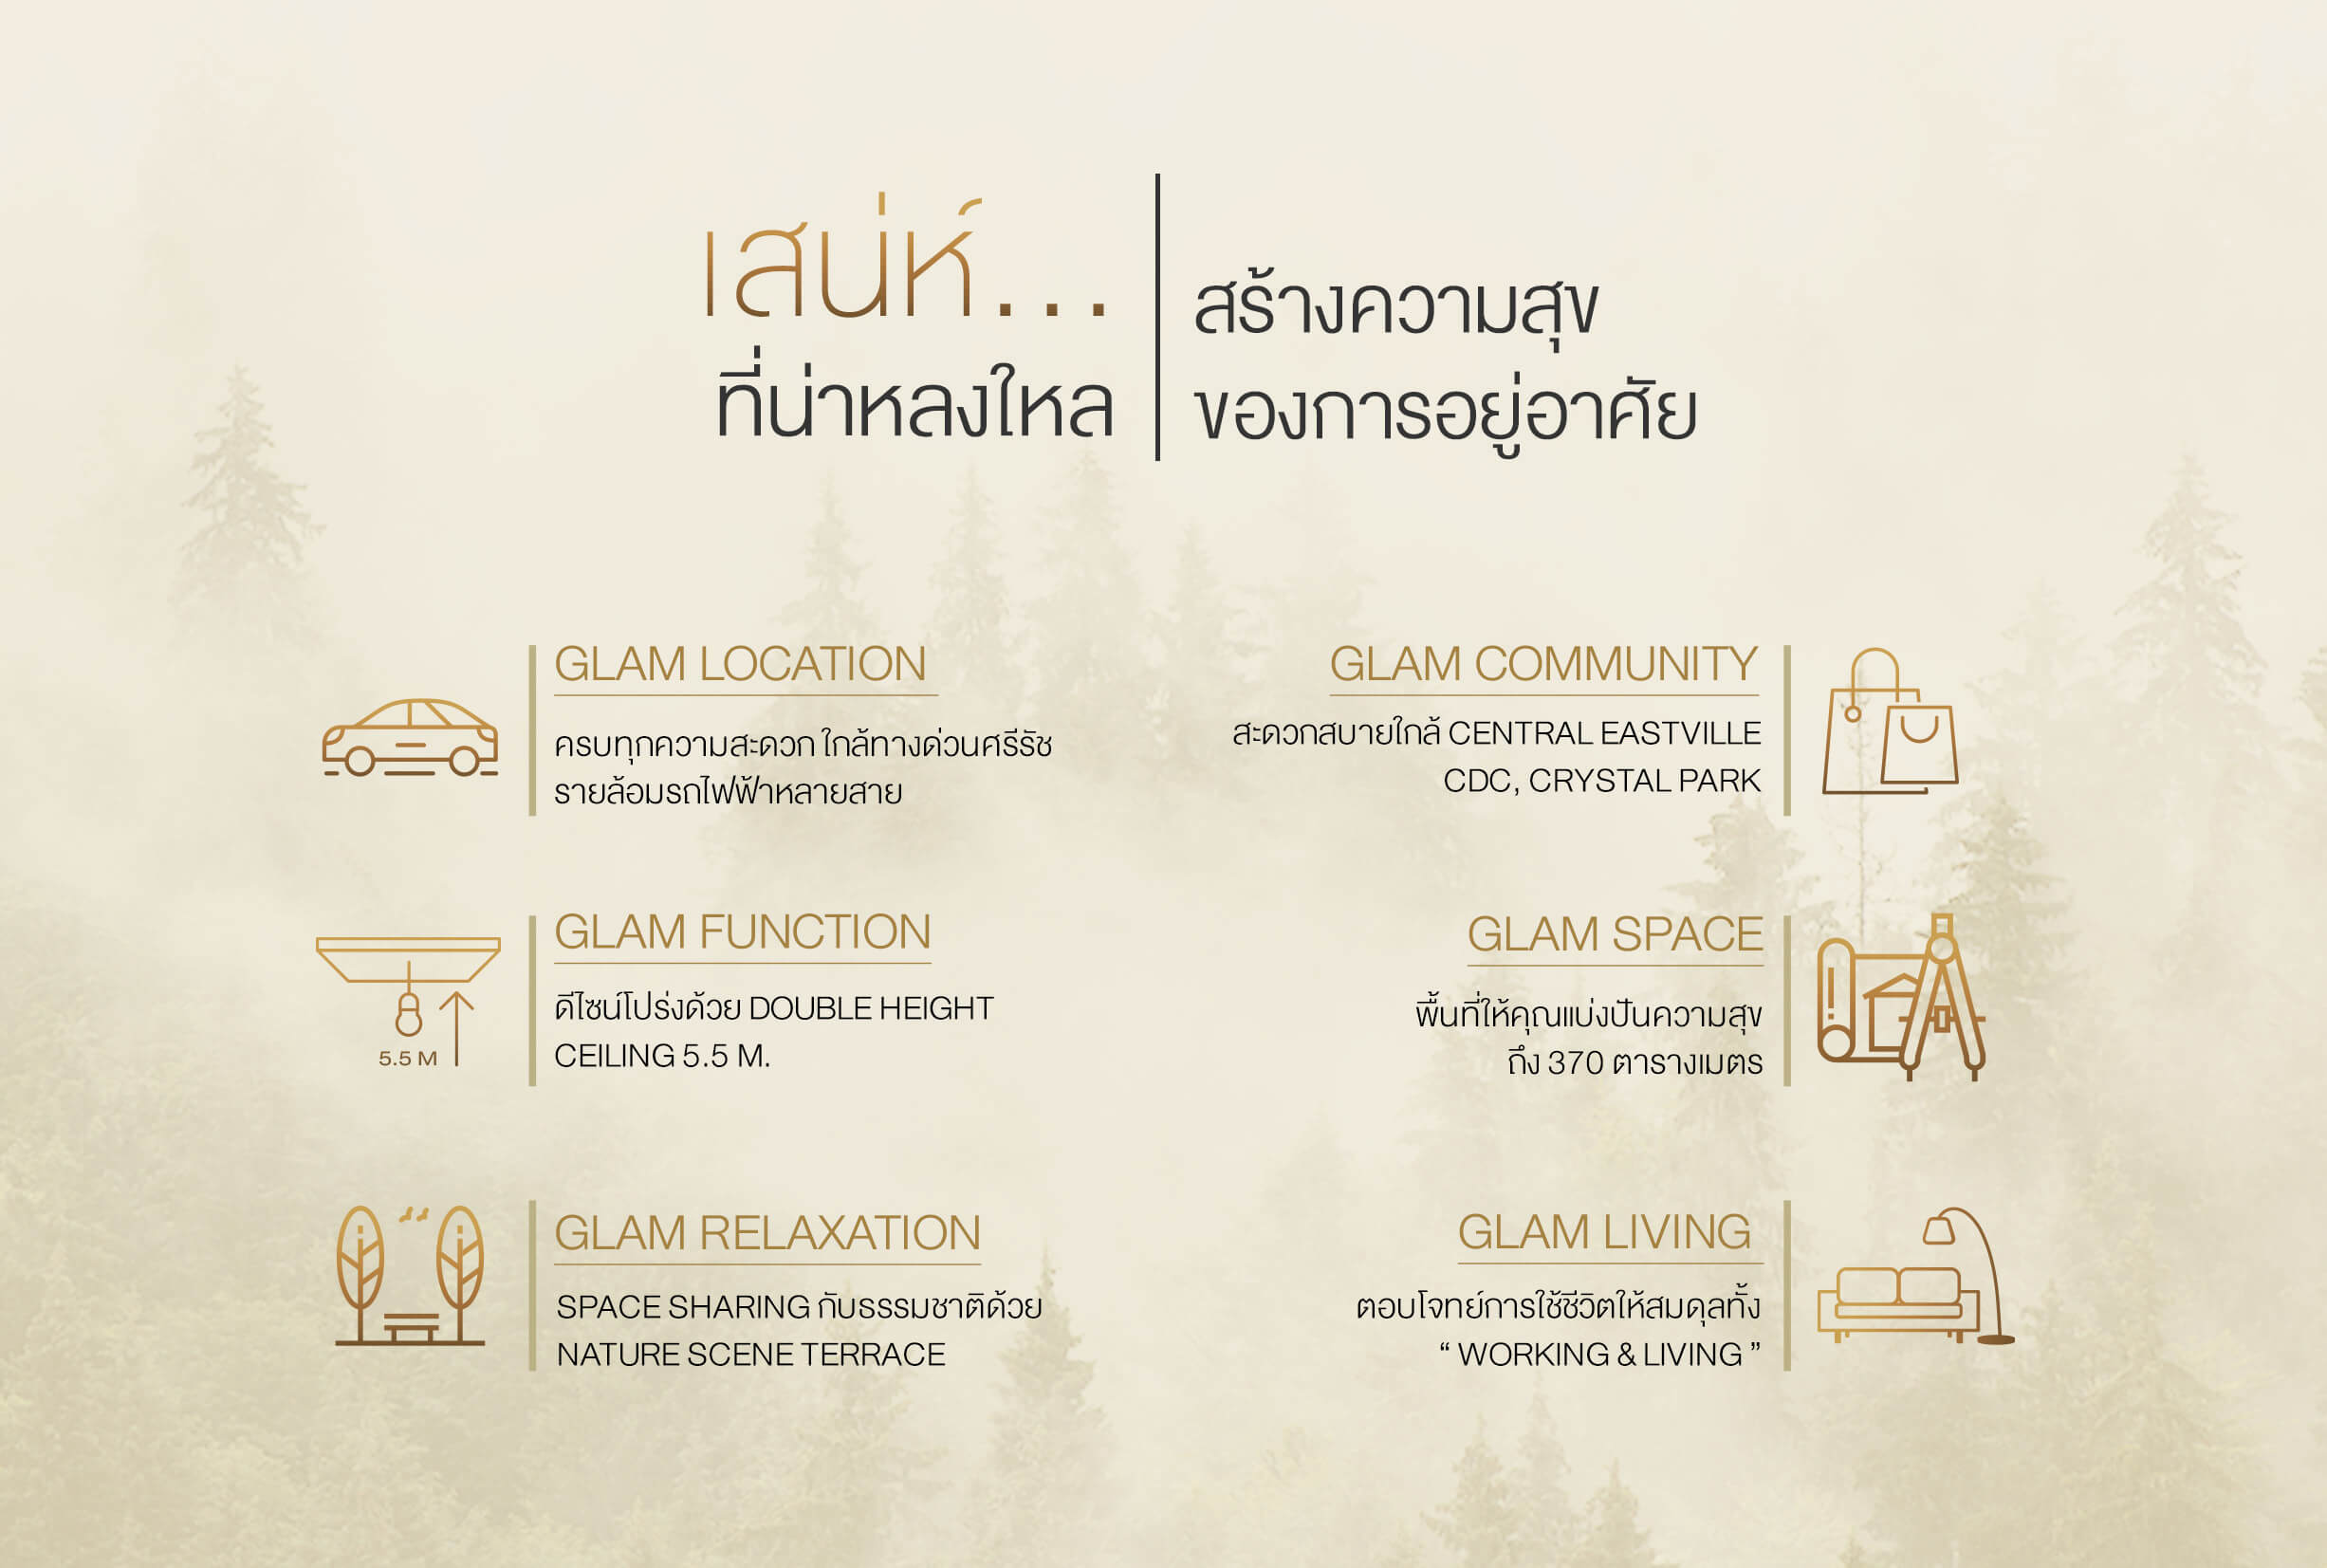 เสน่ห์...
ที่น่าหลงใหล
สร้างความสุข
ของการอยู่อาศัย
GLAM LOCATION
ครบทุกความสะดวก ใกล้ทางด่วนศรีรัช
รายล้อมรถไฟฟ้าหลายสาย
GLAM COMMUNITY
สะดวกสบายใกล้ CENTRAL EASTVILLE
CDC, CRYSTAL PARK
5.5 M
GLAM FUNCTION
ดีไซน์โปร่งด้วย DOUBLE HEIGHT
CEILING 5.5 M.
GLAM SPACE
พื้นที่ให้คุณแบ่งปันความสุข
ถึง 370 ตารางเมตร
GLAM RELAXATION
SPACE SHARING กับธรรมชาติด้วย
NATURE SCENE TERRACE
GLAM LIVING
ตอบโจทย์การใช้ชีวิตให้สมดุลทั้ง
“ WORKING & LIVING ”